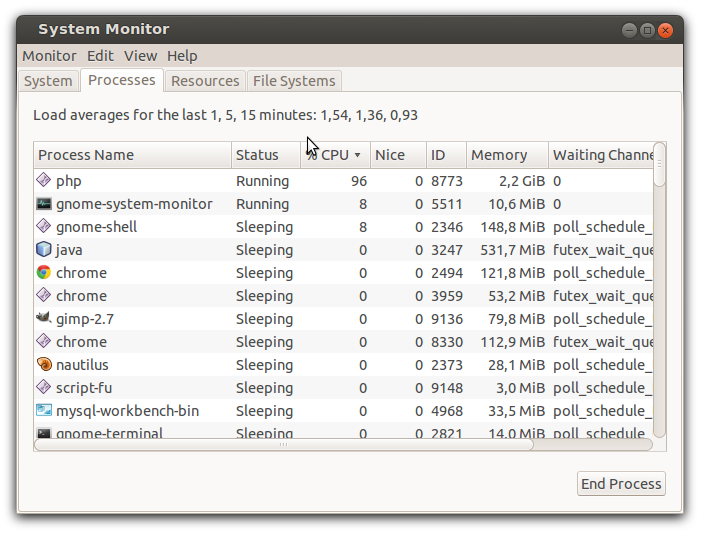 System Monitor
Monitor Edit View Help
System Processes Resources File Systems
Load averages for the last 1, 5, 15 minutes: 1,54, 1,36, 0,93
Process Name Status % CPU Nice ID Memory Waiting Channe
php Running 96 0 8773 2,2 GiB 0
gnome-system-monitor Running 8 0 5511 10,6 MiB 0
gnome-shell Sleeping 8 0 2346 148,8 MiB poll_schedule_
java Sleeping 0 0 3247 531,7 MiB futex_wait_que
chrome Sleeping 0 0 2494 121,8 MiB poll_schedule_
chrome Sleeping 0 0 3959 53,2 MiB futex_wait_que
gimp-2.7 Sleeping 0 0 9136 79,8 MiB poll_schedule_
chrome Sleeping 0 0 8330 112,9 MiB futex_wait_que
nautilus Sleeping 0 0 2373 28,1 MiB poll_schedule_
script-fu Sleeping 0 0 9148 3,0 MiB poll_schedule_
mysql-workbench-bin Sleeping 0 0 4968 33,5 MiB poll_schedule_
gnome-terminal Sleeping 0 0 2821 14,0 MiB poll_schedule_
End Process